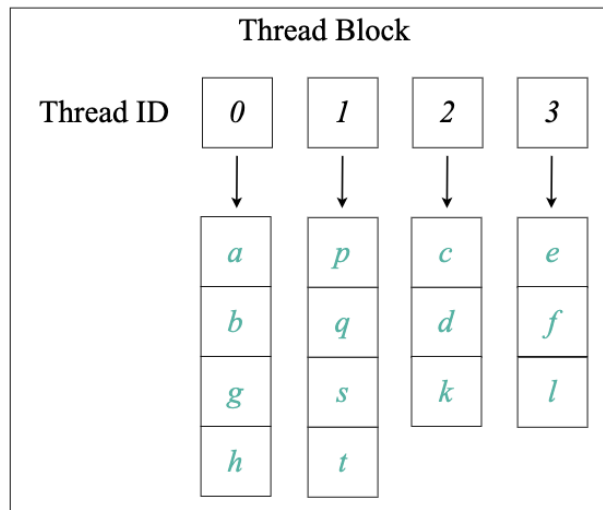 Thread Block
Thread ID 0 1 2 3
a p c e
b q d f
g s k l
h t